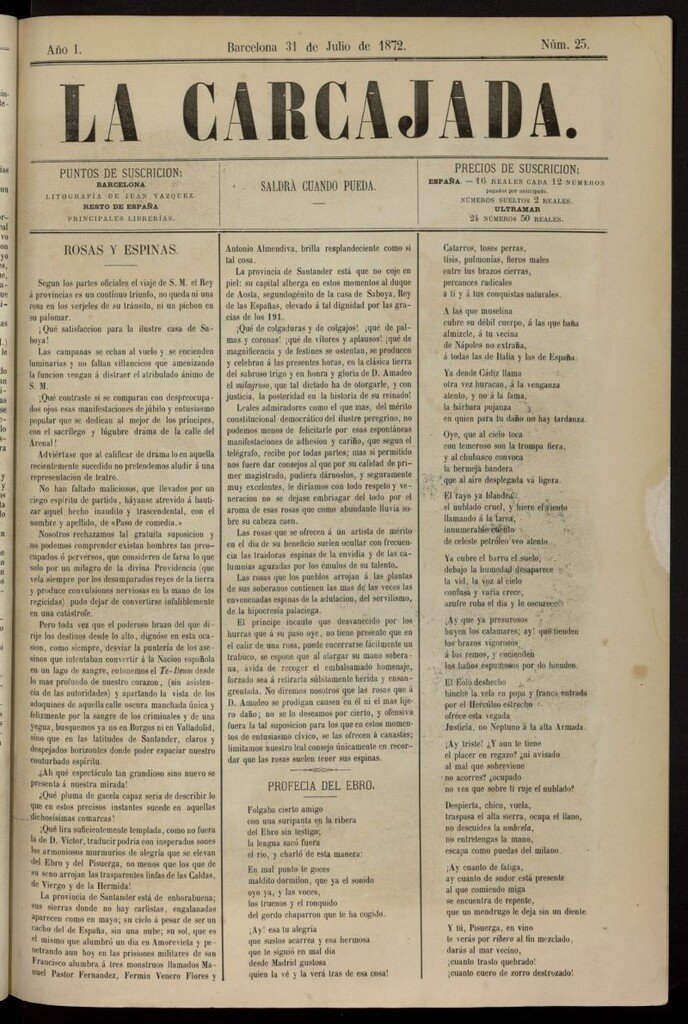 Año I.
Barcelona 31 de Julio de 1872.
Núm. 25.
LA CARCAJADA.
PUNTOS DE SUSCRICION:
BARCELONA
LITOGRAFÍA DE JUAN VAZQUEZ
RESTO DE ESPAÑA
PRINCIPALES LIBRERÍAS.
SALDRÁ CUANDO PUEDA.
PRECIOS DE SUSCRICION:
ESPAÑA. — 16 REALES CADA 12 NÚMEROS
pagados por anticipado.
NÚMEROS SUELTOS 2 REALES.
ULTRAMAR
24 NÚMEROS 50 REALES.
ROSAS Y ESPINAS.
Segun los partes oficiales el viaje de S. M. el Rey
á provincias es un contínuo triunfo, no queda ni una
rosa en los verjeles de su tránsito, ni un pichon en
su palomar.
¡Qué satisfaccion para la ilustre casa de Sa-
boya!
Las campanas se echan al vuelo y se encienden
luminarias y no faltan villancicos que amenizando
la funcion vengan á distraer el atribulado ánimo de
S. M.
¡Qué contraste si se comparan con despreocupa-
dos ojos esas manifestaciones de júbilo y entusiasmo
popular que se dedican al mejor de los príncipes,
con el sacrílego y lúgubre drama de la calle del
Arenal!
Adviértase que al calificar de drama lo en aquella
recientemente sucedido no pretendemos aludir á una
representacion de teatro.
No han faltado maliciosos, que llevados por un
ciego espíritu de partido, háyanse atrevido á bauti-
zar aquel hecho inaudito y trascendental, con el
nombre y apellido, de «Paso de comedia.»
Nosotros rechazamos tal gratuita suposicion y
no podemos comprender existan hombres tan preo-
cupados ó perversos, que consideren de farsa lo que
solo por un milagro de la divina Providencia (que
vela siempre por los desamparados reyes de la tierra
y produce convulsiones nerviosas en la mano de los
regicidas) pudo dejar de convertirse infaliblemente
en una catástrofe.
Pero toda vez que el poderoso brazo del que di-
rije los destinos desde lo alto, dignóse en esta oca-
sion, como siempre, desviar la puntería de los ase-
sinos que intentaban convertir á la Nacion española
en un lago de sangre, entonemos el Te-Deum desde
lo mas profundo de nuestro corazon, (sin asisten-
cia de las autoridades) y apartando la vista de los
adoquines de aquella calle oscura manchada única y
felizmente por la sangre de los criminales y de una
yegua, busquemos ya no en Burgos ni en Valladolid,
sino que en las latitudes de Santander, claros y
despejados horizontes donde poder espaciar nuestro
conturbado espíritu.
¿Ah qué espectáculo tan grandioso sino nuevo se
presenta á nuestra mirada!
¿Qué pluma de gacela capaz seria de describir lo
que en estos precisos instantes sucede en aquellas
dichosísimas comarcas!
¡Qué lira suficientemente templada, como no fuera
la de D. Victor, traducir podria con insperados sones
los armoniosos murmurios de alegría que se elevan
del Ebro y del Pisuerga, no menos que los que de
su seno arrojan las trasparentes linfas de las Caldas,
de Viergo y de la Hermida!
La provincia de Santander está de enhorabuena;
sus sierras donde no hay carlistas, engalanadas
aparecen como en mayo; su cielo á pesar de ser un
cacho del de España, sin una nube; su sol, que es
el mismo que alumbró un dia en Amorevieta y pe-
netrando aun hoy en las prisiones militares de san
Francisco alumbra á tres monstruos llamados Ma-
nuel Pastor Fernandez, Fermin Venero Flores y
Antonio Almendiva, brilla resplandeciente como si
tal cosa.
La provincia de Santander está que no coje en
piel: su capital alberga en estos momentos al duque
de Aosta, segundogénito de la casa de Saboya, Rey
de las Españas, elevado á tal dignidad por las gra-
cias de los 191.
¡Qué de colgaduras y de colgajos! ¡qué de pal-
mas y coronas! ¡qué de vítores y aplausos! ¡qué de
magnificencia y de festines se ostentan, se producen
y celebran á las presentes horas, en la clásica tierra
del subroso trigo y en honra y gloria de D. Amadeo
el milagroso, que tal dictado ha de otorgarle, y con
justicia, la posteridad en la historia de su reinado!
Leales admiradores como el que mas, del mérito
constitucional democrático del ilustre peregrino, no
podemos menos de felicitarle por esas espontáneas
manifestaciones de adhesion y cariño, que segun el
telégrafo, recibe por todas partes; mas si permitido
nos fuere dar consejos al que por su calidad de pri-
mer magistrado, pudiera dárnoslos, y seguramente
muy excelentes, le diríamos con todo respeto y ve-
neracion no se dejase embriagar del todo por el
aroma de esas rosas que como abundante lluvia so-
bre su cabeza caen.
Las rosas que se ofrecen á un artista de mérito
en el dia de su beneficio suelen ocultar con frecuencia
las traidoras espinas de la envidia y de las ca-
lumnias aguzadas por los émulos de su talento.
Las rosas que los pueblos arrojan á las plantas
de sus soberanos contienen las mas de las veces las
envenenadas espinas de la adulacion, del servilismo,
de la hipocresía palaciega.
El príncipe incauto que desvanecido por los
hurras que á su paso oye, no tiene presente que en
el caliz de una rosa, puede encerrarse fácilmente un
trabuco, se espone que al alargar su mano sobera-
na, ávida de recoger el embalsamado homenaje,
forzado sea á retirarla súbitamente herida y ensan-
grentada. No diremos nosotros que las rosas que á
D. Amadeo se prodigan causen en él ni el mas lije-
ro daño; no se lo deseamos por cierto, y ofensiva
fuera la tal suposicion para los que en estos momen-
tos de entusiasmo cívico, se las ofrecen á canastas;
limitamos nuestro leal consejo únicamente en recor-
dar que las rosas suelen tener sus espinas.
PROFECIA DEL EBRO.
Folgaba cierto amigo
con una suripanta en la ribera
del Ebro sin testigo;
la lengua sacó fuera
el rio, y charló de esta manera:
En mal punto te goces
maldito dormilon, que ya el sonido
oyo ya, y las voces,
los truenos y el ronquido
del gordo chaparron que te ha cogido.
¡Ay! esa tu alegría
que sustos acarrea y esa hermosa
que te siguió en mal dia
desde Madrid gustosa
quien la vé y la verá tras de esa cosa!
Catarros, toses perras,
tísis, pulmonías, fieros males
entre tus brazos cierras,
percances radicales
á tí y á tus conquistas naturales.
A las que muselina
cubre su débil cuerpo, á las que baña
almizcle, á tu vecina
de Nápoles no extraña,
á todas las de Italia y las de España.
Ya dende Cádiz llama
otra vez huracan, á la venganza
atento, y no á la fama,
la bárbara pujanza
en quien para tu daño no hay tardanza.
Oye, que al cielo toca
con temeroso son la trompa fiera,
y al chubasco convoca
la bermeja bandera
que al aire desplegada vá ligera.
El rayo ya blandea
el nublado cruel, y hiere el viento
llamando á la tarea,
innumerable cuento
de celeste petróleo veo atento
Ya cubre el barro el suelo,
debajo la humedad desaparece
la vid, la voz al cielo
confusa y varia crece,
azufre roba el dia y le oscurece.
¡Ay que ya presurosos
huyen los calamares; ay! que tienden
los brazos vigorosos
á los remos, y encienden
los baños espumosos por do hienden.
El Eolo deshecho
hinche la vela en popa y franca entrada
por el Hercúleo estrecho
ofrece esta vegada
Justicia, no Neptuno á la alta Armada.
¡Ay triste! ¿Y aun te tiene
el placer en regazo? ¿ni avisado
al mal que sobreviene
no acorres? ¿ocupado
no ves que sobre tí ruje el nublado?
Despierta, chico, vuela,
traspasa el alta sierra, ocupa el llano,
no descuides la umbrela,
no entretengas la mano,
escapa como puedas del milano.
¡Ay cuanto de fatiga,
ay cuanto de sudor está presente
al que comiendo miga
se encuentra de repente,
que un mendrugo le deja sin un diente
Y tú, Pisuerga, en vino
te verás por ribero al fin mezclado,
darás al mar vecino,
¡cuanto trasto quebrado!
¡cuanto cuero de zorro destrozado!